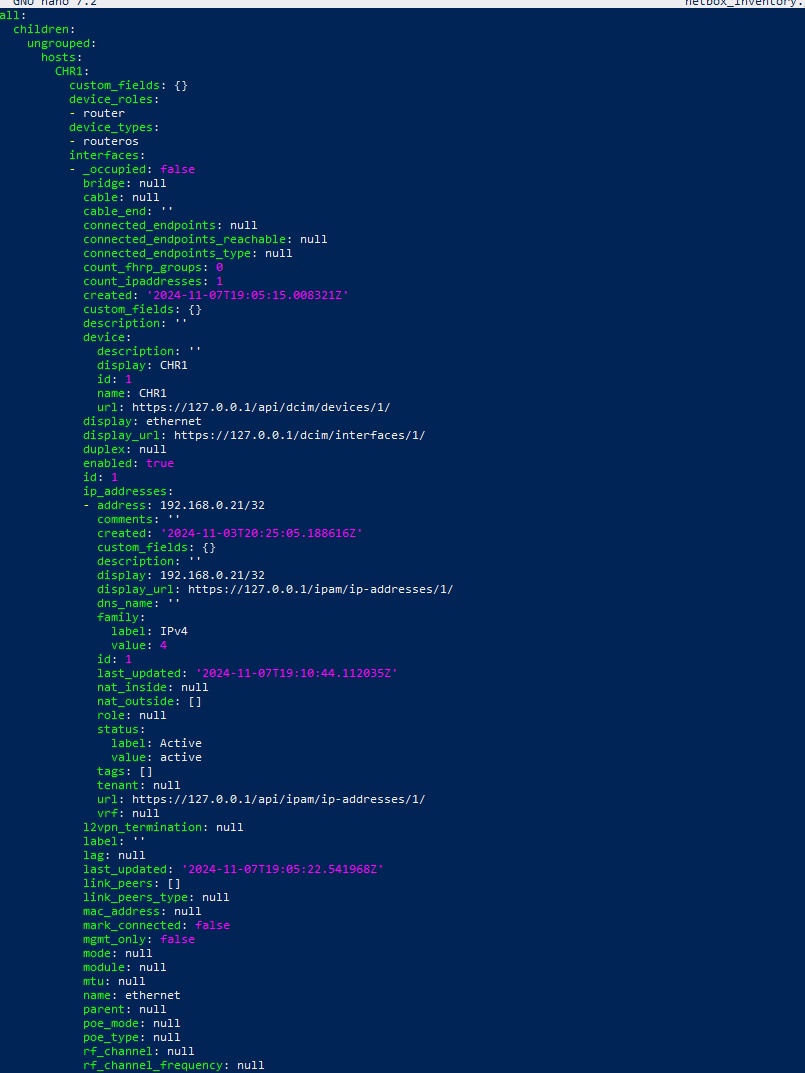 GNU nano 7.2 netbox_inventory.
all:
  children:
    ungrouped:
      hosts:
        CHR1:
          custom_fields: {}
          device_roles:
          - router
          device_types:
          - routeros
          interfaces:
          - _occupied: false
            bridge: null
            cable: null
            cable_end: ''
            connected_endpoints: null
            connected_endpoints_reachable: null
            connected_endpoints_type: null
            count_fhrp_groups: 0
            count_ipaddresses: 1
            created: '2024-11-07T19:05:15.008321Z'
            custom_fields: {}
            description: ''
            device:
              description: ''
              display: CHR1
              id: 1
              name: CHR1
              url: https://127.0.0.1/api/dcim/devices/1/
            display: ethernet
            display_url: https://127.0.0.1/dcim/interfaces/1/
            duplex: null
            enabled: true
            id: 1
            ip_addresses:
            - address: 192.168.0.21/32
              comments: ''
              created: '2024-11-03T20:25:05.188616Z'
              custom_fields: {}
              description: ''
              display: 192.168.0.21/32
              display_url: https://127.0.0.1/ipam/ip-addresses/1/
              dns_name: ''
              family:
                label: IPv4
                value: 4
              id: 1
              last_updated: '2024-11-07T19:10:44.112035Z'
              nat_inside: null
              nat_outside: []
              role: null
              status:
                label: Active
                value: active
              tags: []
              tenant: null
              url: https://127.0.0.1/api/ipam/ip-addresses/1/
              vrf: null
            l2vpn_termination: null
            label: ''
            lag: null
            last_updated: '2024-11-07T19:05:22.541968Z'
            link_peers: []
            link_peers_type: null
            mac_address: null
            mark_connected: false
            mgmt_only: false
            mode: null
            module: null
            mtu: null
            name: ethernet
            parent: null
            poe_mode: null
            poe_type: null
            rf_channel: null
            rf_channel_frequency: null